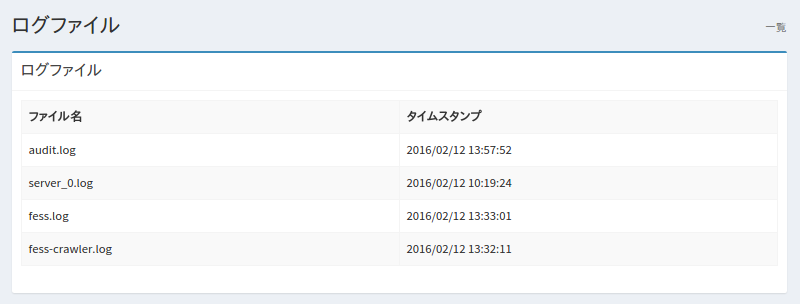 ログファイル
一覧
ログファイル
ファイル名 タイムスタンプ
audit.log 2016/02/12 13:57:52
server_0.log 2016/02/12 10:19:24
fess.log 2016/02/12 13:33:01
fess-crawler.log 2016/02/12 13:32:11